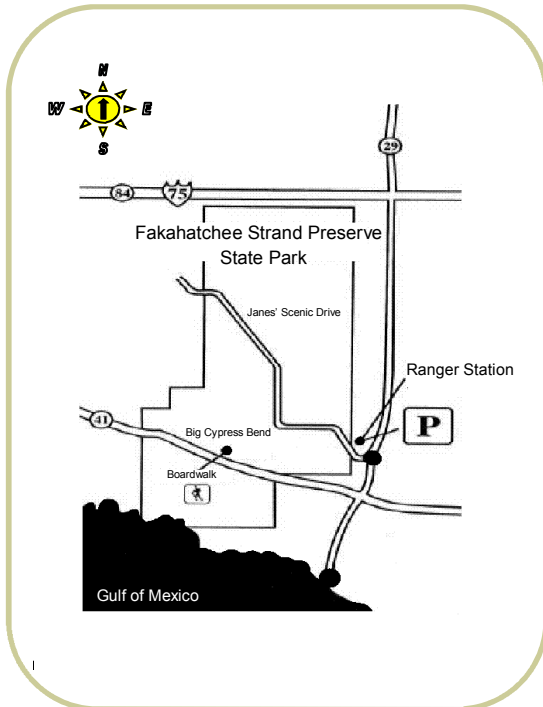 N
W E
S
29
84 75
Fakahatchee Strand Preserve
State Park
Janes' Scenic Drive
Ranger Station
P
41
Big Cypress Bend
Boardwalk
Gulf of Mexico